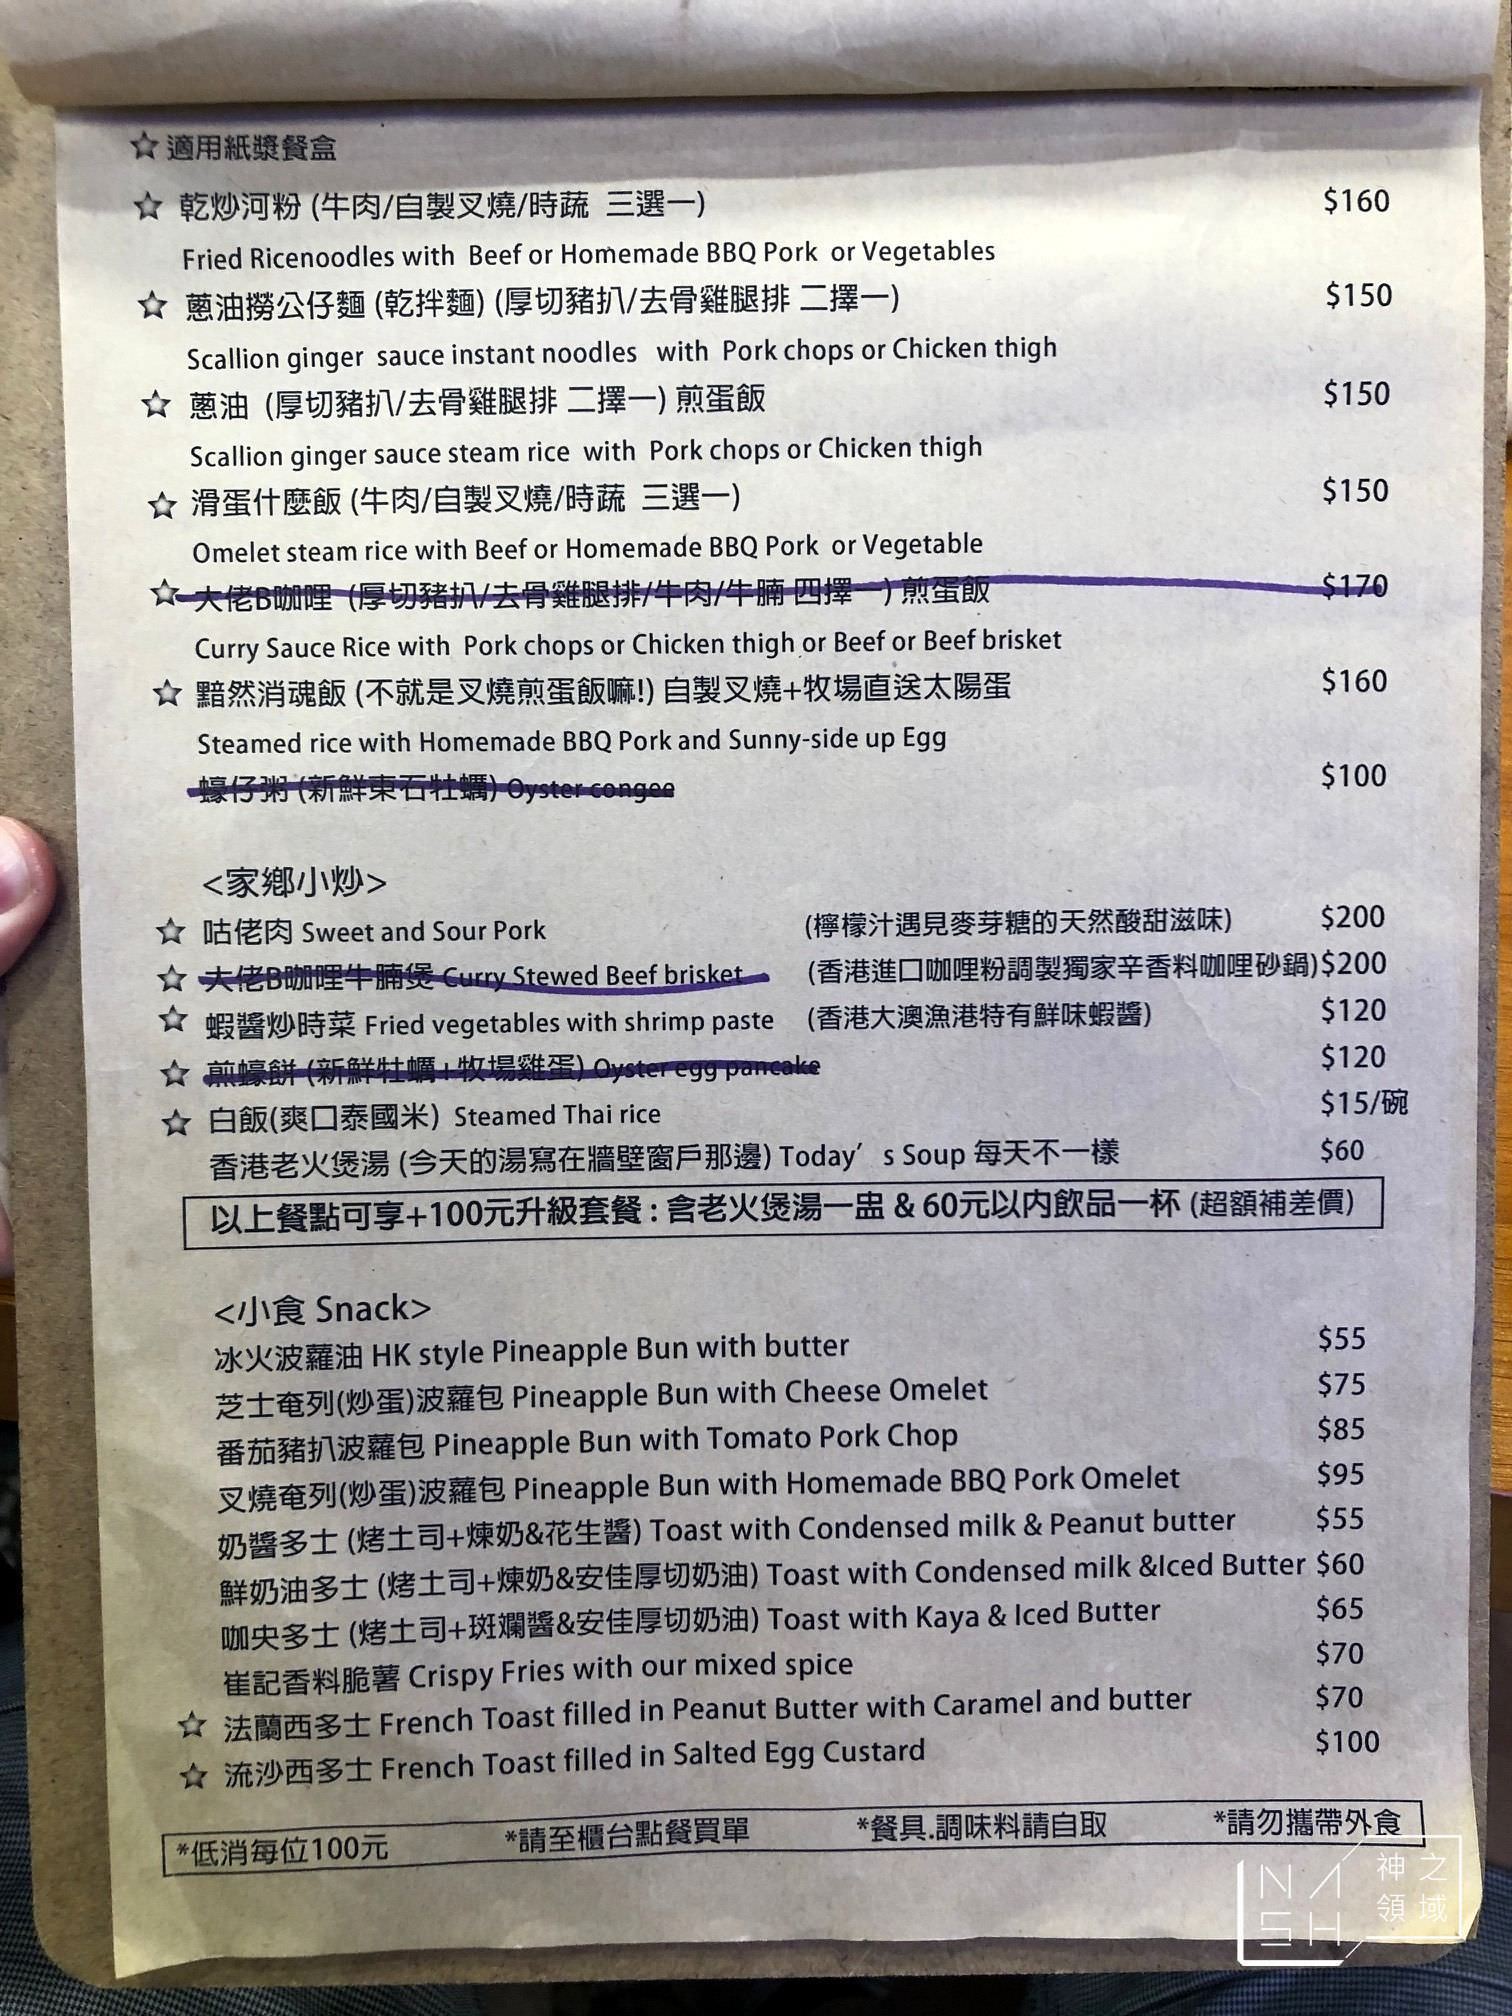 ☆適用紙漿餐盒
☆ 乾炒河粉 (牛肉/自製叉燒/時蔬 三選一) $160
Fried Ricenoodles with Beef or Homemade BBQ Pork or Vegetables
☆ 蔥油撈公仔麵 (乾拌麵) (厚切豬扒/去骨雞腿排 二擇一) $150
Scallion ginger sauce instant noodles with Pork chops or Chicken thigh
☆ 蔥油 (厚切豬扒/去骨雞腿排 二擇一) 煎蛋飯 $150
Scallion ginger sauce steam rice with Pork chops or Chicken thigh
☆ 滑蛋什麼飯 (牛肉/自製叉燒/時蔬 三選一) $150
Omelet steam rice with Beef or Homemade BBQ Pork or Vegetable
☆ 大佬B咖哩 (厚切豬扒/去骨雞腿排/牛肉/牛腩 四擇一) 煎蛋飯 $170
Curry Sauce Rice with Pork chops or Chicken thigh or Beef or Beef brisket
☆ 黯然消魂飯 (不就是叉燒煎蛋飯嘛!) 自製叉燒+牧場直送太陽蛋 $160
Steamed rice with Homemade BBQ Pork and Sunny-side up Egg
蠔仔粥 (新鮮東石牡蠣) Oyster congee $100
<家鄉小炒>
☆ 咕佬肉 Sweet and Sour Pork (檸檬汁遇見麥芽糖的天然酸甜滋味) $200
☆ 大佬B咖哩牛腩煲 Curry Stewed Beef brisket (香港進口咖哩粉調製獨家辛香料咖哩砂鍋) $200
☆ 蝦醬炒時菜 Fried vegetables with shrimp paste (香港大澳漁港特有鮮味蝦醬) $120
☆ 煎蠔餅 (新鮮牡蠣+牧場雞蛋) Oyster egg pancake $120
☆ 白飯(爽口泰國米) Steamed Thai rice $15/碗
香港老火煲湯 (今天的湯寫在牆壁窗戶那邊) Today’s Soup 每天不一樣 $60
以上餐點可享+100元升級套餐 : 含老火煲湯一盅 & 60元以內飲品一杯 (超額補差價)
<小食 Snack>
冰火波蘿油 HK style Pineapple Bun with butter $55
芝士奄列(炒蛋)波蘿包 Pineapple Bun with Cheese Omelet $75
番茄豬扒波蘿包 Pineapple Bun with Tomato Pork Chop $85
叉燒奄列(炒蛋)波蘿包 Pineapple Bun with Homemade BBQ Pork Omelet $95
奶醬多士 (烤土司+煉奶&花生醬) Toast with Condensed milk & Peanut butter $55
鮮奶油多士 (烤土司+煉奶&安佳厚切奶油) Toast with Condensed milk &Iced Butter $60
咖央多士 (烤土司+斑斕醬&安佳厚切奶油) Toast with Kaya & Iced Butter $65
崔記香料脆薯 Crispy Fries with our mixed spice $70
☆ 法蘭西多士 French Toast filled in Peanut Butter with Caramel and butter $70
☆ 流沙西多士 French Toast filled in Salted Egg Custard $100
*低消每位100元 *請至櫃台點餐買單 *餐具.調味料請自取 *請勿攜帶外食
NASH 神之領域